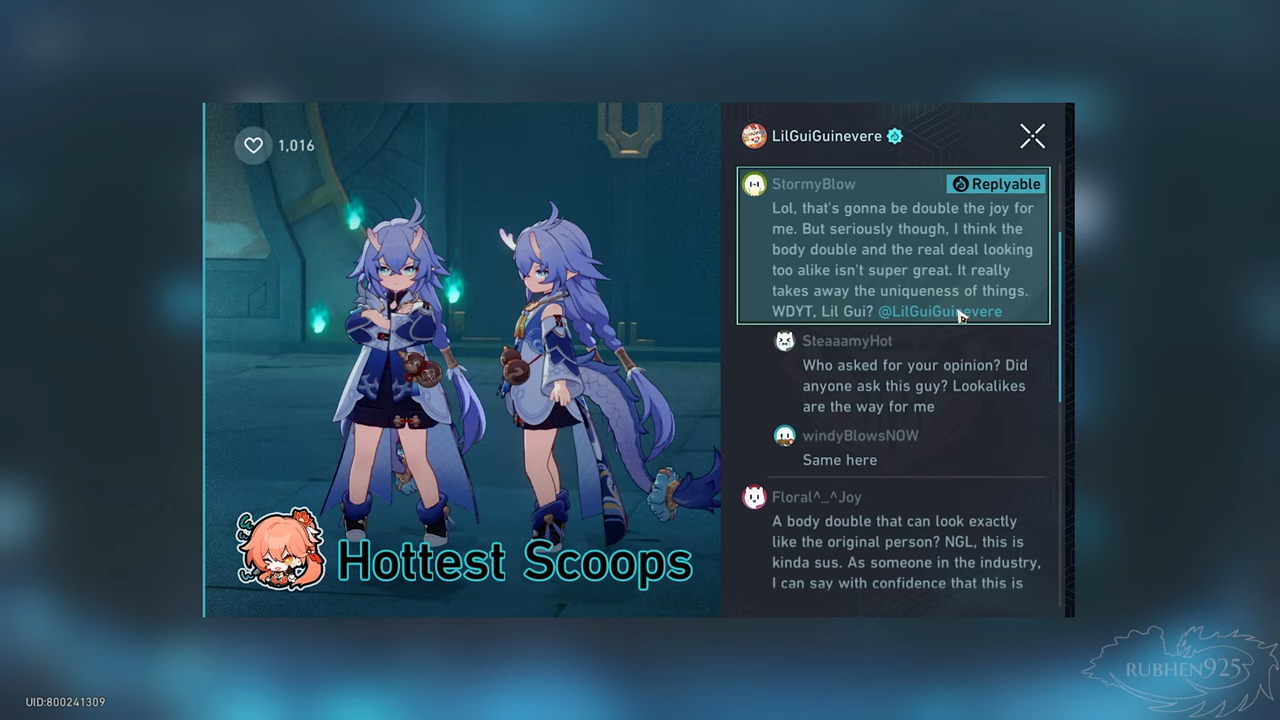 1,016
Hottest Scoops
LilGuiGuinevere
StormyBlow
Replyable
Lol, that's gonna be double the joy for
me. But seriously though, I think the
body double and the real deal looking
too alike isn't super great. It really
takes away the uniqueness of things.
WDYT, Lil Gui? @LilGuiGuinevere
SteaaamyHot
Who asked for your opinion? Did
anyone ask this guy? Lookalikes
are the way for me
windyBlowsNOW
Same here
Floral^_^Joy
A body double that can look exactly
like the original person? NGL, this is
kinda sus. As someone in the industry,
I can say with confidence that this is
UID:800241309
RUBHEN925